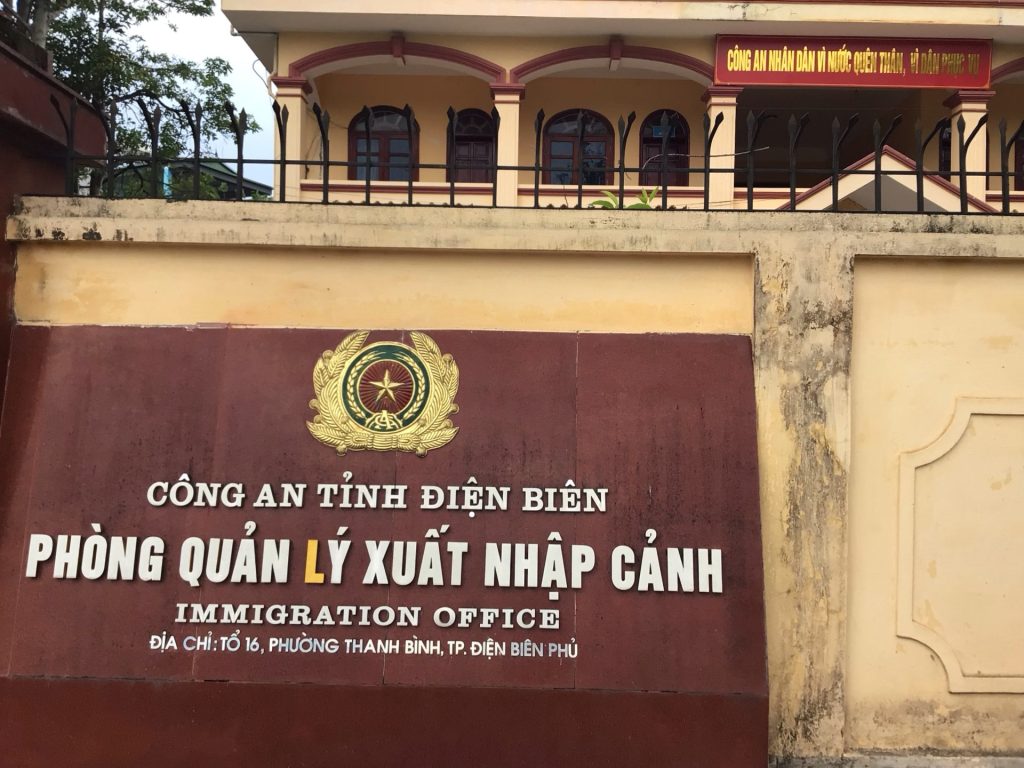 CÔNG AN NHÂN DÂN VÌ NƯỚC QUÊN THÂN, VÌ DÂN PHỤC VỤ
CÔNG AN TỈNH ĐIỆN BIÊN
PHÒNG QUẢN LÝ XUẤT NHẬP CẢNH
IMMIGRATION OFFICE
ĐỊA CHỈ: TỔ 16, PHƯỜNG THANH BÌNH, TP. ĐIỆN BIÊN PHỦ